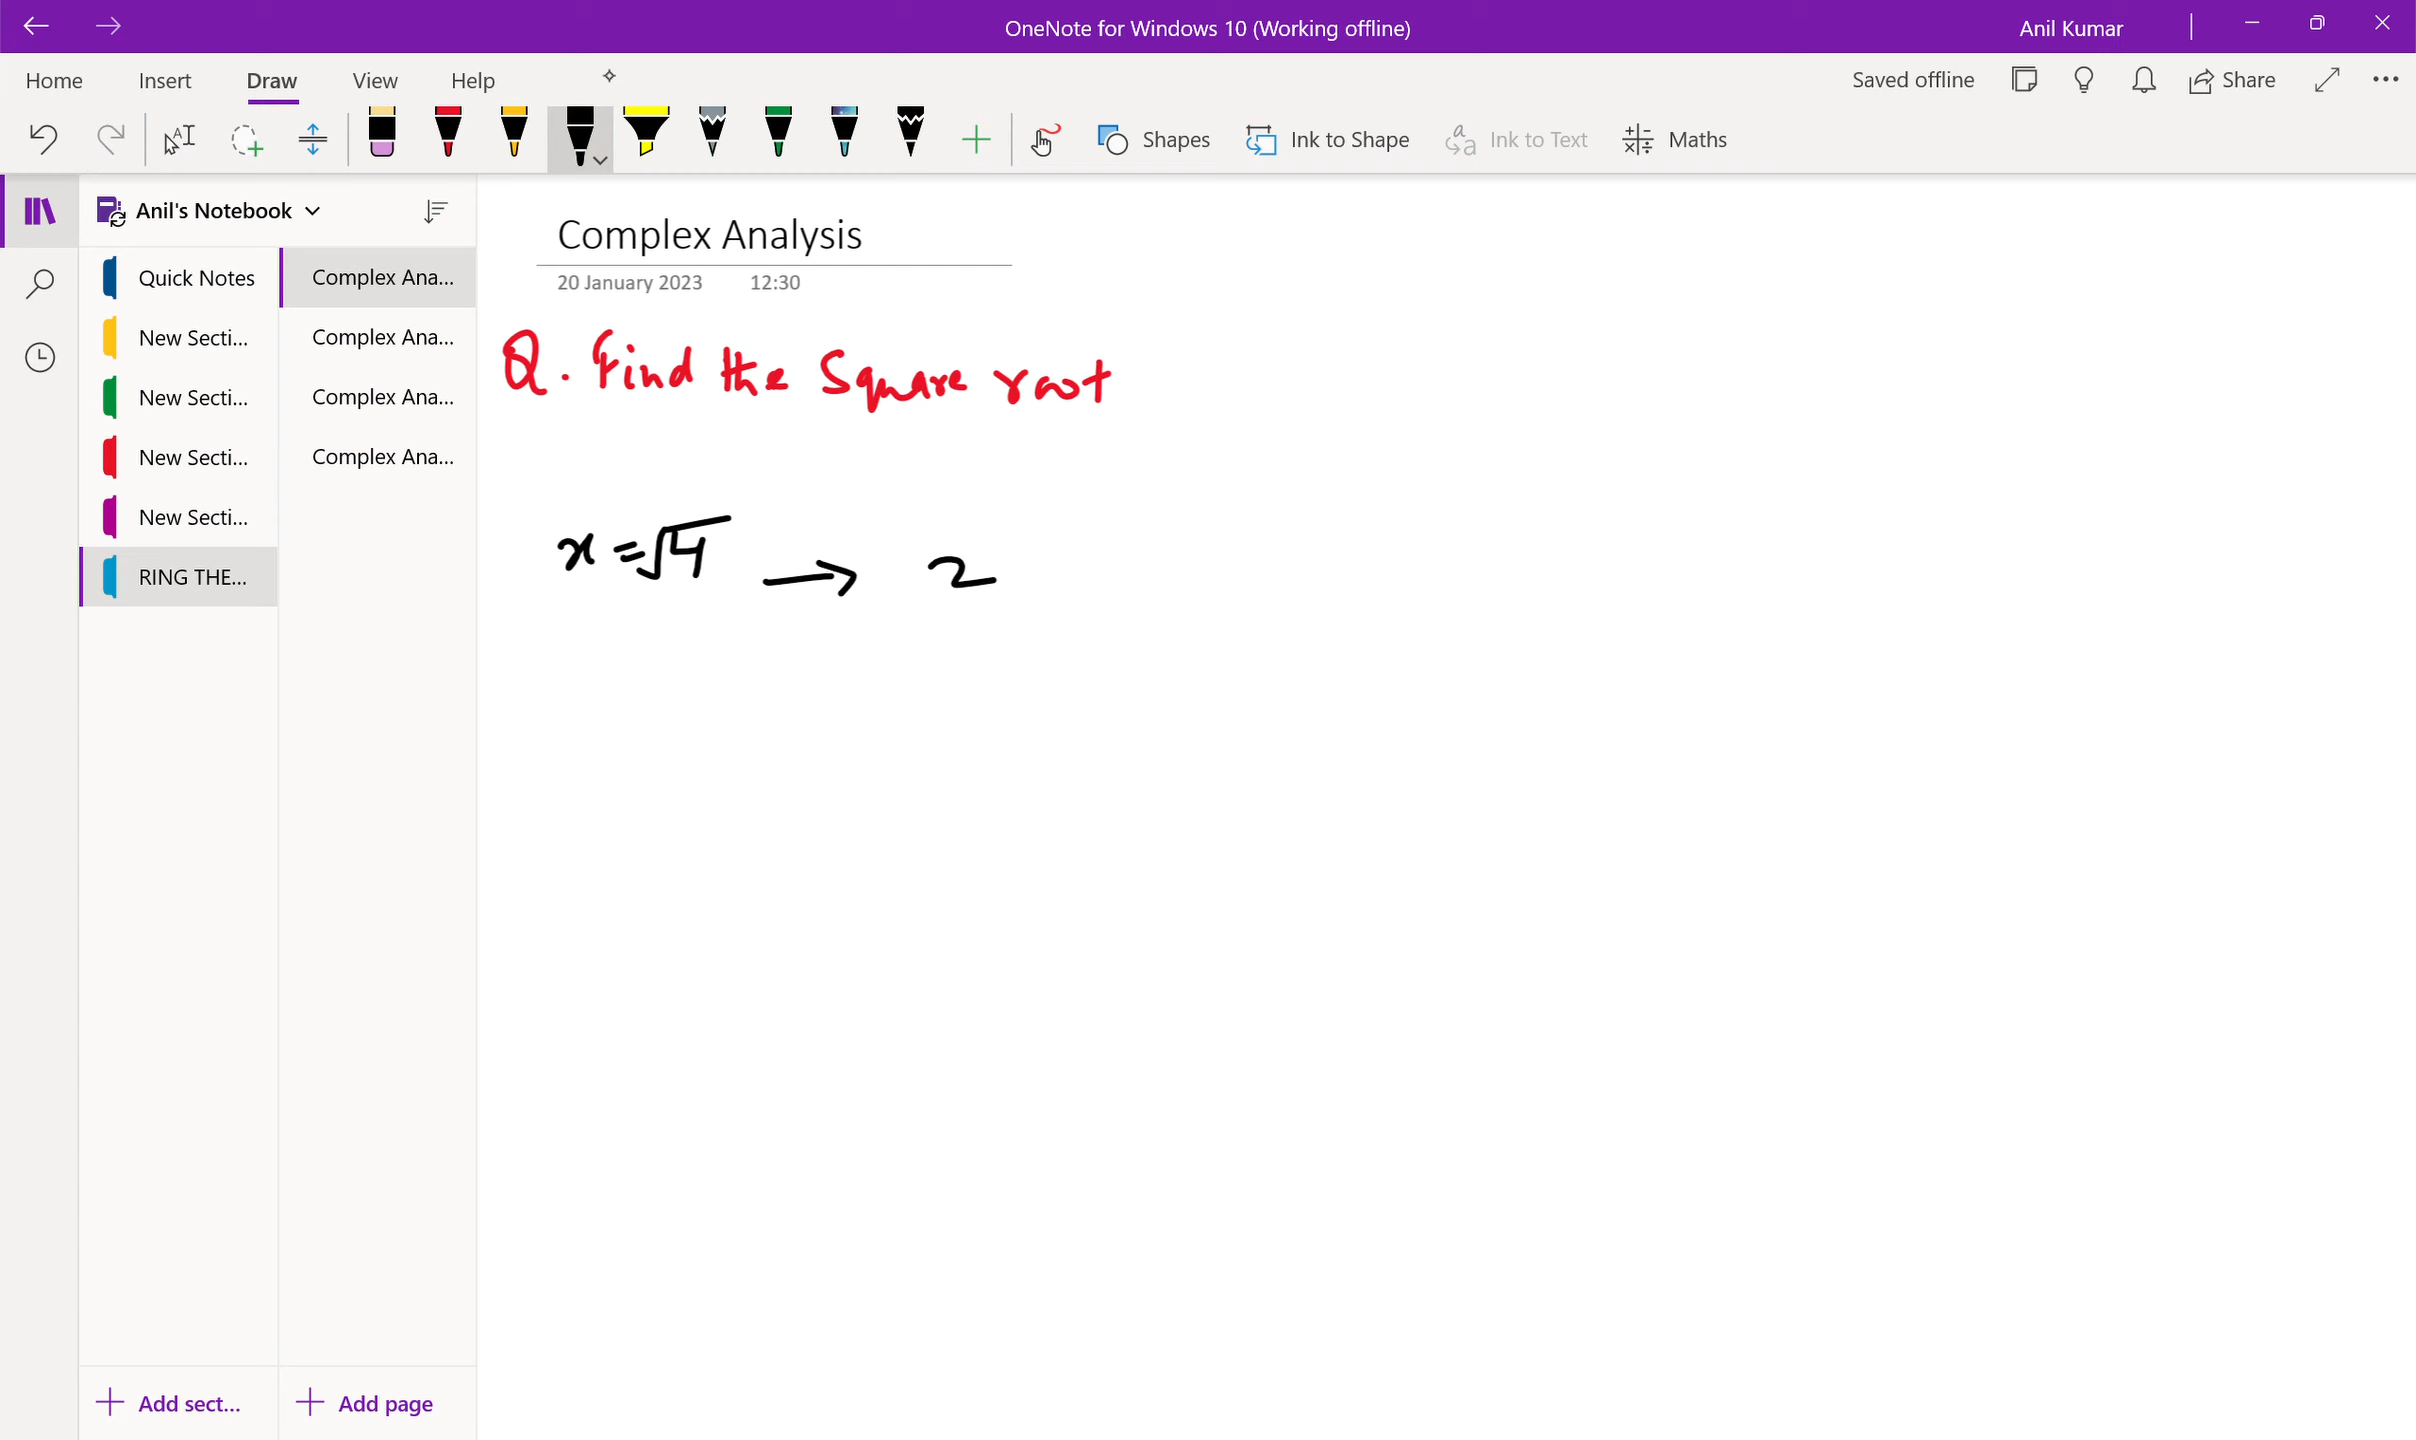 OneNote for Windows 10 (Working offline)
Anil Kumar
Home Insert Draw View Help
Saved offline
Share
Shapes
Ink to Shape
Ink to Text
Maths
Anil's Notebook
Quick Notes
New Secti...
New Secti...
New Secti...
New Secti...
RING THE...
Add sect...
Complex Ana...
Complex Ana...
Complex Ana...
Complex Ana...
Add page
Complex Analysis
20 January 2023 12:30
Q. Find the Square root
x = √4 → 2